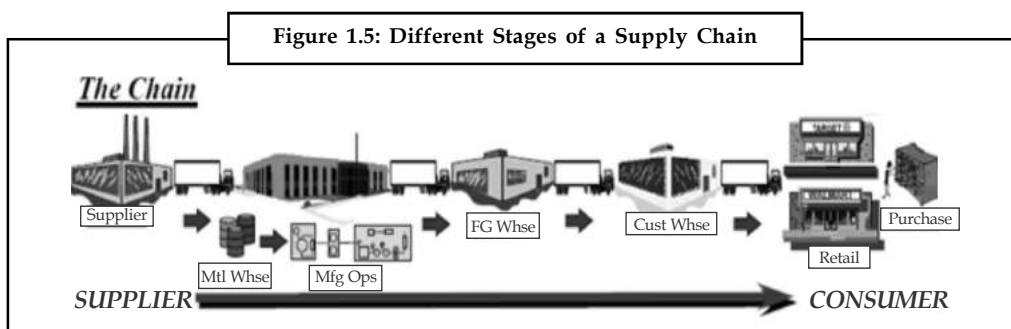 Figure 1.5: Different Stages of a Supply Chain
The Chain
TARGET
Supplier
FG Whse
Cust Whse
Purchase
Mtl Whse
Mfg Ops
Retail
SUPPLIER
CONSUMER